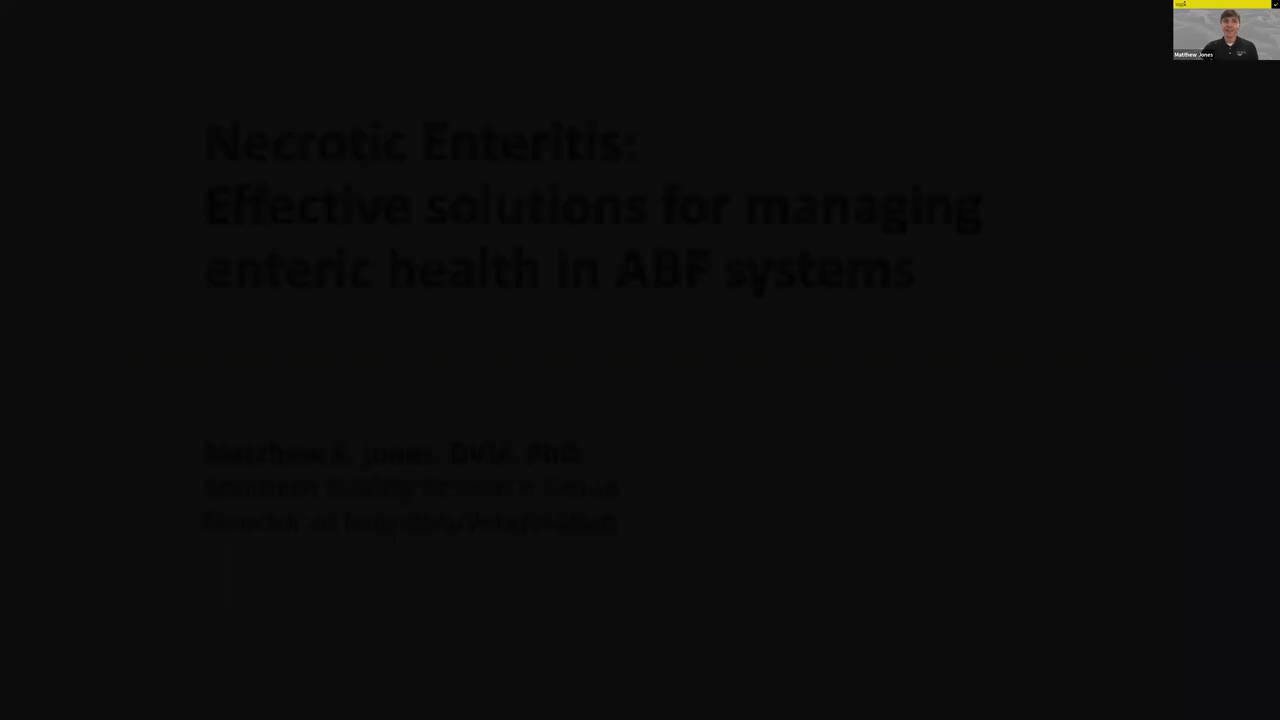 Matthew Jones
Necrotic Enteritis:
Effective solutions for managing
enteric health in ABF systems
Matthew K. Jones, DVM, PhD
Southern Poultry Research Group